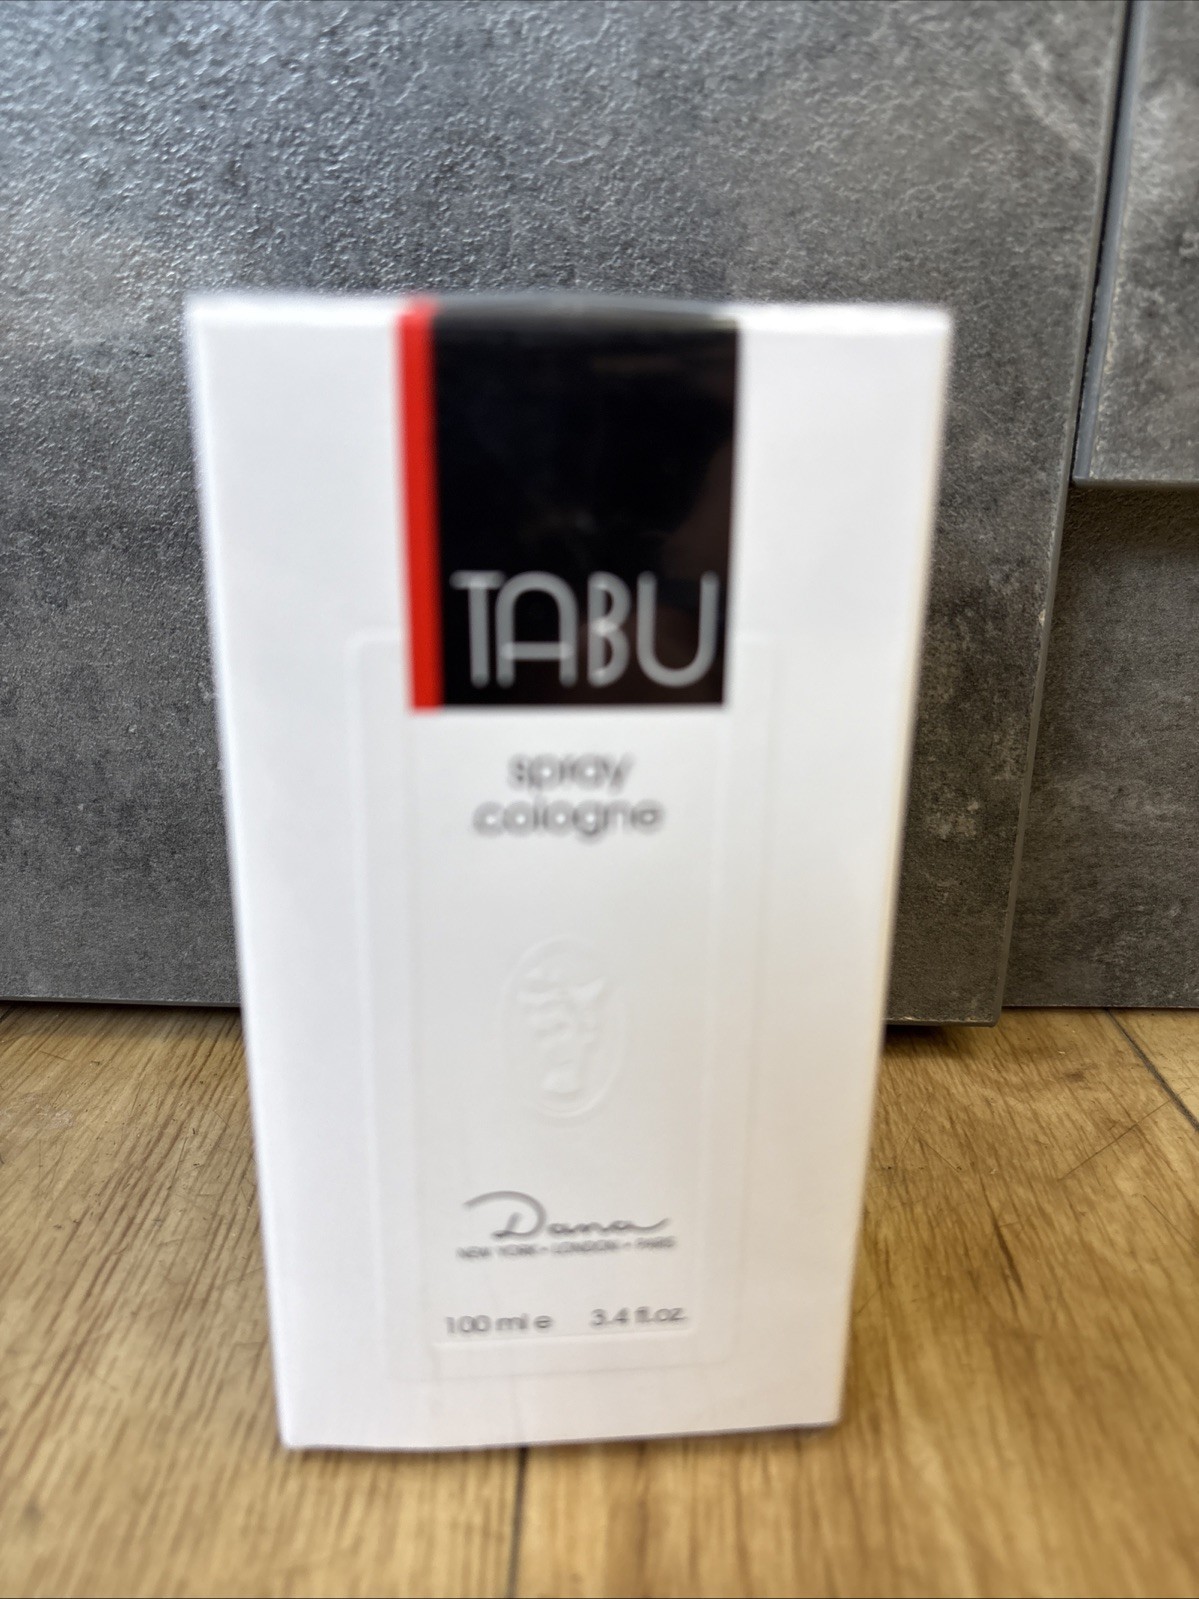 TABU
spray
cologne
Dana
NEW YORK • LONDON • PARIS
100 ml e 3.4 fl.oz.